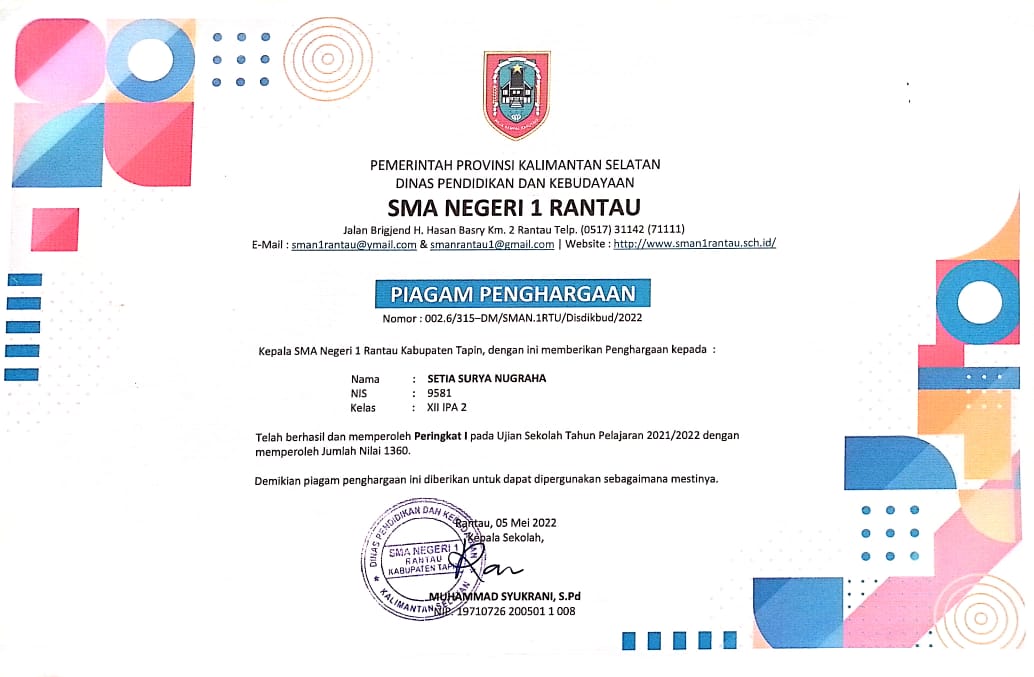 PEMERINTAH PROVINSI KALIMANTAN SELATAN
DINAS PENDIDIKAN DAN KEBUDAYAAN
SMA NEGERI 1 RANTAU
Jalan Brigjend H. Hasan Basry Km. 2 Rantau Telp. (0517) 31142 (71111)
E-Mail : sman1rantau@ymail.com & smanrantau1@gmail.com | Website : http://www.sman1rantau.sch.id/
PIAGAM PENGHARGAAN
Nomor : 002.6/315–DM/SMAN.1RTU/Disdikbud/2022
Kepala SMA Negeri 1 Rantau Kabupaten Tapin, dengan ini memberikan Penghargaan kepada :
Nama : SETIA SURYA NUGRAHA
NIS : 9581
Kelas : XII IPA 2
Telah berhasil dan memperoleh Peringkat I pada Ujian Sekolah Tahun Pelajaran 2021/2022 dengan
memperoleh Jumlah Nilai 1360.
Demikian piagam penghargaan ini diberikan untuk dapat dipergunakan sebagaimana mestinya.
Rantau, 05 Mei 2022
Kepala Sekolah,
DINAS PENDIDIKAN DAN KEBUDAYAAN
SMA NEGERI 1
RANTAU
KABUPATEN TAPIN
KALIMANTAN SELATAN
MUHAMMAD SYUKRANI, S.Pd
NIP. 19710726 200501 1 008